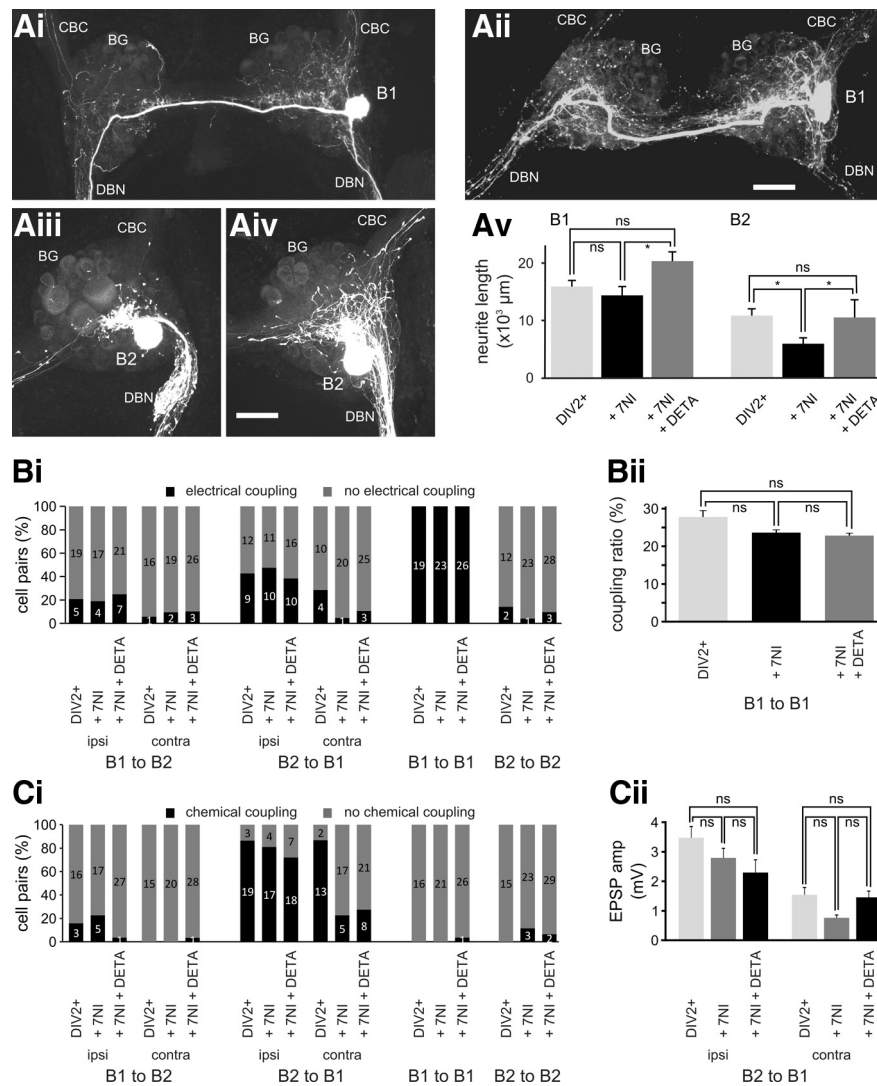 Ai
CBC
BG
BG
CBC
B1
DBN
DBN
Aii
BG
BG
CBC
B1
DBN
DBN
Aiii
CBC
BG
B2
DBN
Aiv
BG
CBC
B2
DBN
Av
B1
B2
ns
ns
*
ns
*
*
neurite length
(x10³ μm)
20
10
0
DIV2+
+ 7NI
+ 7NI
+ DETA
DIV2+
+ 7NI
+ 7NI
+ DETA
Bi
electrical coupling
no electrical coupling
cell pairs (%)
100
80
60
40
20
0
19 17 21 16 19 26 12 11 16 10 20 25 19 23 26 12 23 28
5 4 7 1 2 3 9 10 10 4 1 3 2 1 3
DIV2+
+ 7NI
+ 7NI + DETA
DIV2+
+ 7NI
+ 7NI + DETA
DIV2+
+ 7NI
+ 7NI + DETA
DIV2+
+ 7NI
+ 7NI + DETA
DIV2+
+ 7NI
+ 7NI + DETA
DIV2+
+ 7NI
+ 7NI + DETA
ipsi contra ipsi contra
B1 to B2 B2 to B1 B1 to B1 B2 to B2
Bii
ns
ns
ns
coupling ratio (%)
30
20
10
0
DIV2+
+ 7NI
+ 7NI
+ DETA
B1 to B1
Ci
chemical coupling
no chemical coupling
cell pairs (%)
100
80
60
40
20
0
16 17 27 15 20 28 3 4 7 2 17 21 16 21 26 15 23 29
3 5 1 1 19 17 18 13 5 8 1 3 2
DIV2+
+ 7NI
+ 7NI + DETA
DIV2+
+ 7NI
+ 7NI + DETA
DIV2+
+ 7NI
+ 7NI + DETA
DIV2+
+ 7NI
+ 7NI + DETA
DIV2+
+ 7NI
+ 7NI + DETA
DIV2+
+ 7NI
+ 7NI + DETA
ipsi contra ipsi contra
B1 to B2 B2 to B1 B1 to B1 B2 to B2
Cii
ns
ns
ns
ns
ns
ns
EPSP amp
(mV)
4
3
2
1
0
DIV2+
+ 7NI
+ 7NI + DETA
DIV2+
+ 7NI
+ 7NI + DETA
ipsi contra
B2 to B1